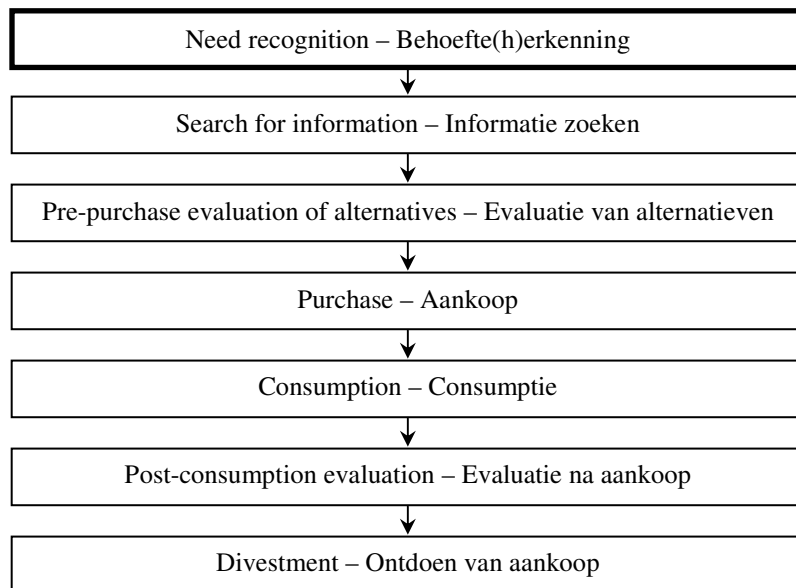 Need recognition – Behoefte(h)erkenning
Search for information – Informatie zoeken
Pre-purchase evaluation of alternatives – Evaluatie van alternatieven
Purchase – Aankoop
Consumption – Consumptie
Post-consumption evaluation – Evaluatie na aankoop
Divestment – Ontdoen van aankoop